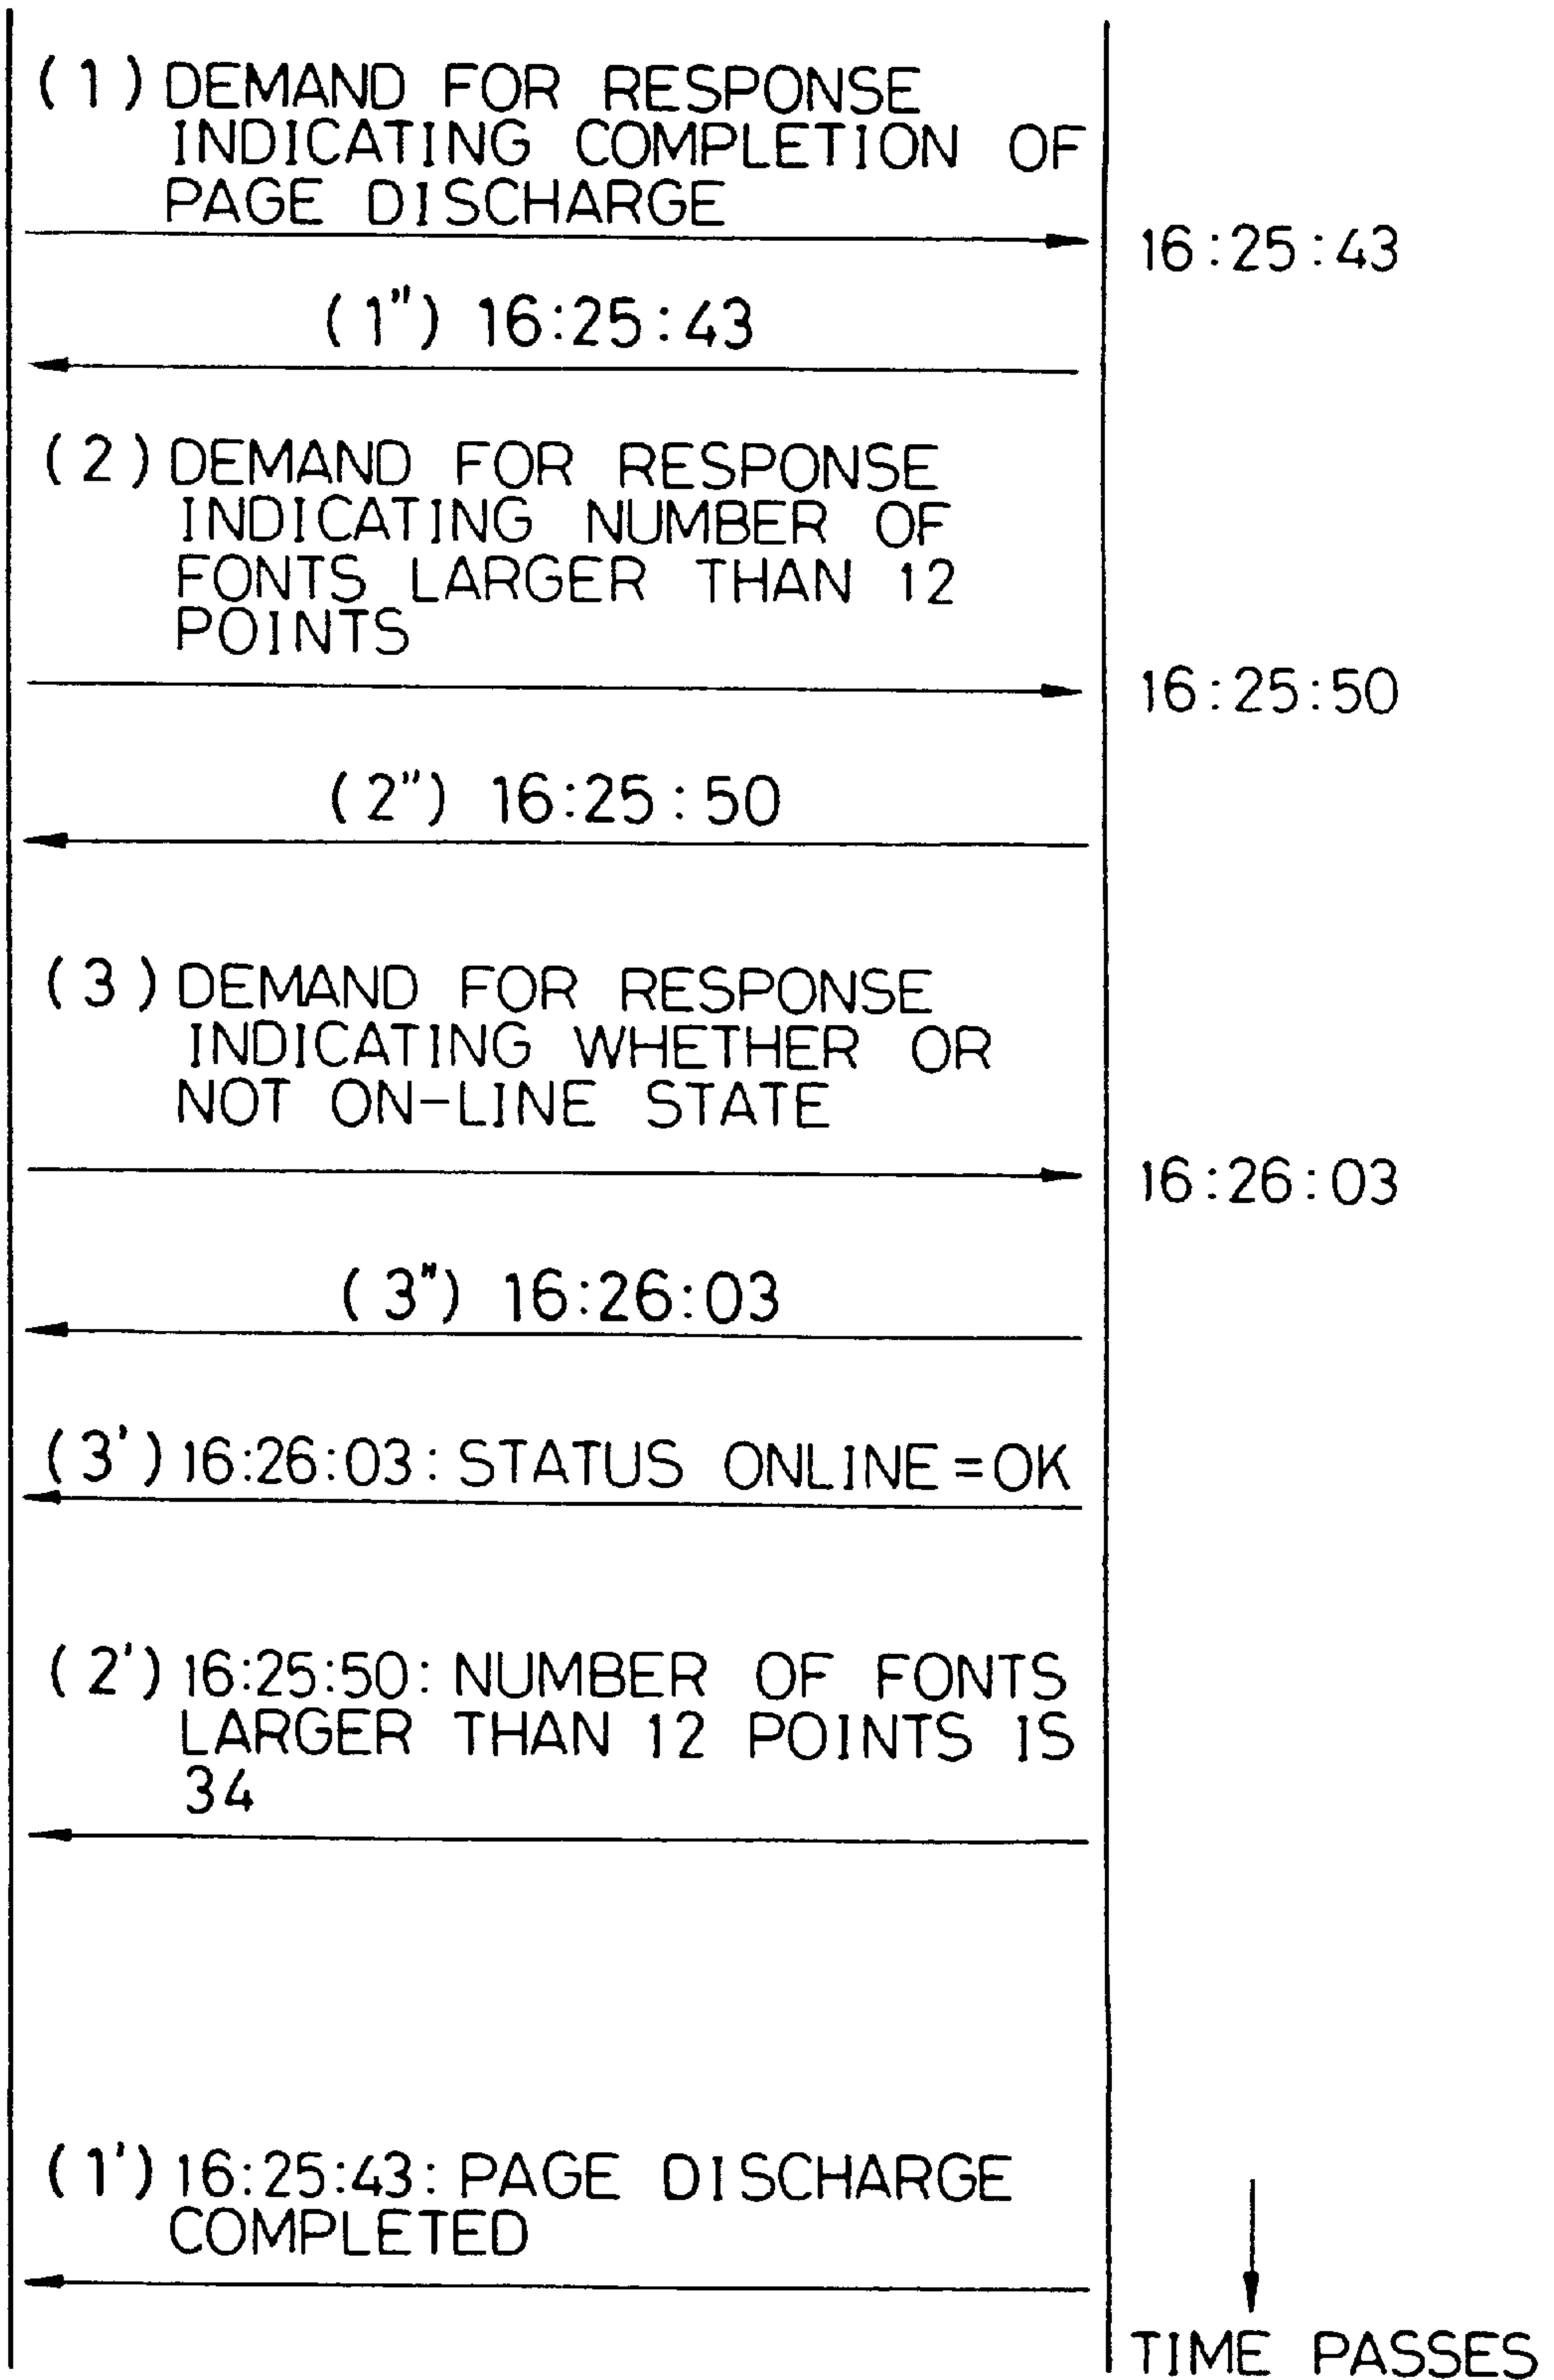 (1) DEMAND FOR RESPONSE
INDICATING COMPLETION OF
PAGE DISCHARGE
16:25:43
(1") 16:25:43
(2) DEMAND FOR RESPONSE
INDICATING NUMBER OF
FONTS LARGER THAN 12
POINTS
16:25:50
(2") 16:25:50
(3) DEMAND FOR RESPONSE
INDICATING WHETHER OR
NOT ON-LINE STATE
16:26:03
(3") 16:26:03
(3') 16:26:03: STATUS ONLINE=OK
(2') 16:25:50: NUMBER OF FONTS
LARGER THAN 12 POINTS IS
34
(1') 16:25:43: PAGE DISCHARGE
COMPLETED
TIME PASSES